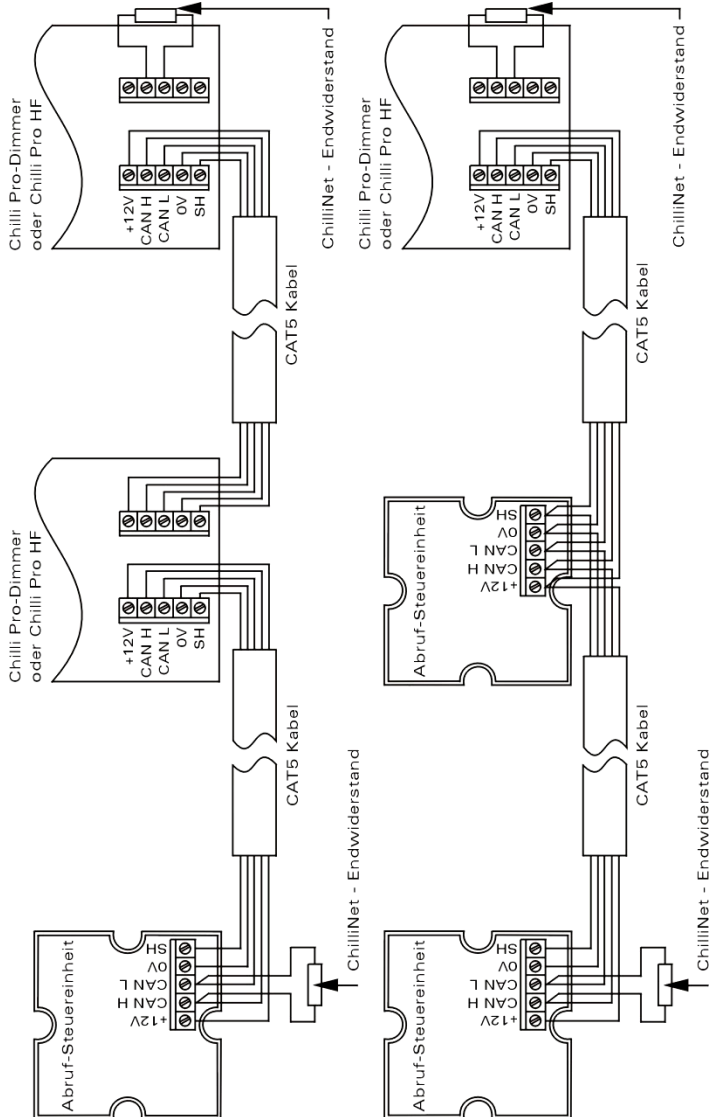 Abruf-Steuereinheit
+12V
CAN H
CAN L
0V
SH
ChilliNet - Endwiderstand
CAT5 Kabel
Chilli Pro-Dimmer
oder Chilli Pro HF
+12V
CAN H
CAN L
0V
SH
CAT5 Kabel
Chilli Pro-Dimmer
oder Chilli Pro HF
+12V
CAN H
CAN L
0V
SH
ChilliNet - Endwiderstand
Abruf-Steuereinheit
+12V
CAN H
CAN L
0V
SH
ChilliNet - Endwiderstand
CAT5 Kabel
Abruf-Steuereinheit
+12V
CAN H
CAN L
0V
SH
CAT5 Kabel
Chilli Pro-Dimmer
oder Chilli Pro HF
+12V
CAN H
CAN L
0V
SH
ChilliNet - Endwiderstand